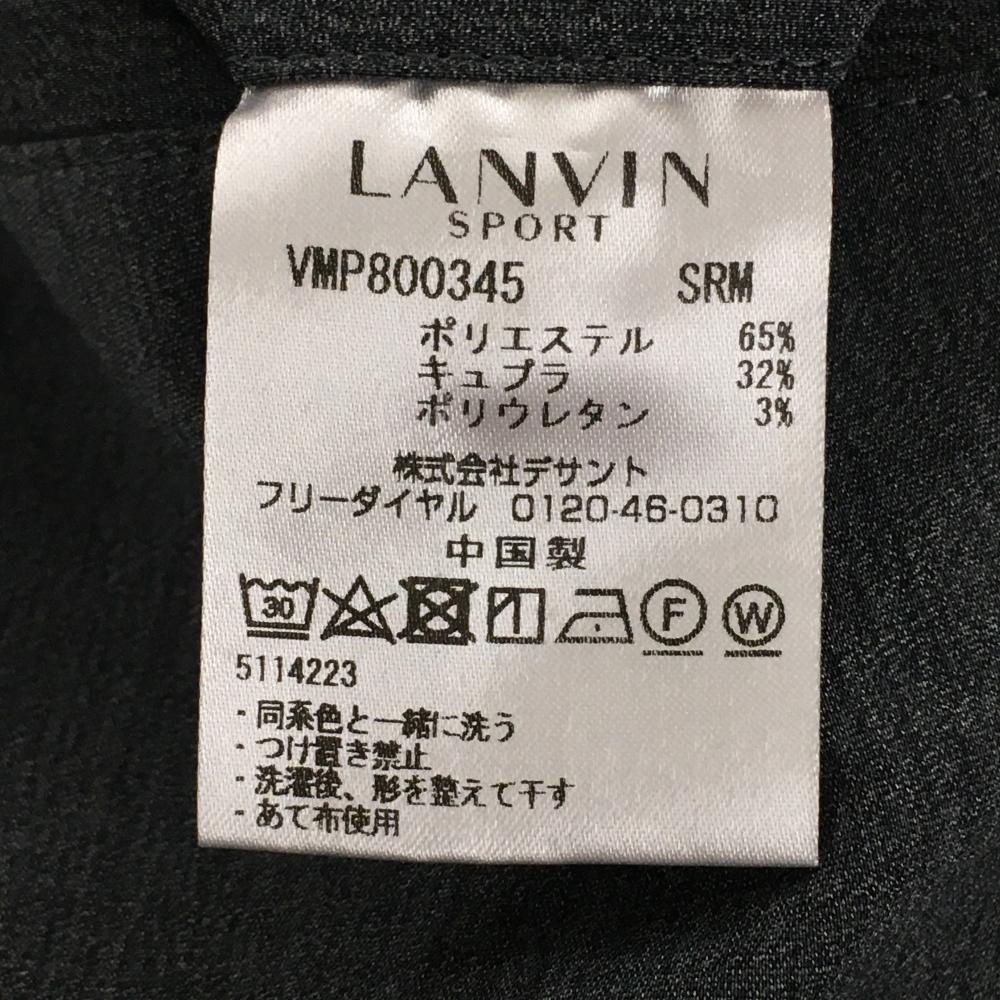 LANVIN
SPORT
VMP800345 SRM
ポリエステル 65%
キュプラ 32%
ポリウレタン 3%
株式会社デサント
フリーダイヤル 0120-46-0310
中国製
30 F W
5114223
・同系色と一緒に洗う
・つけ置き禁止
・洗濯後、形を整えて干す
・あて布使用